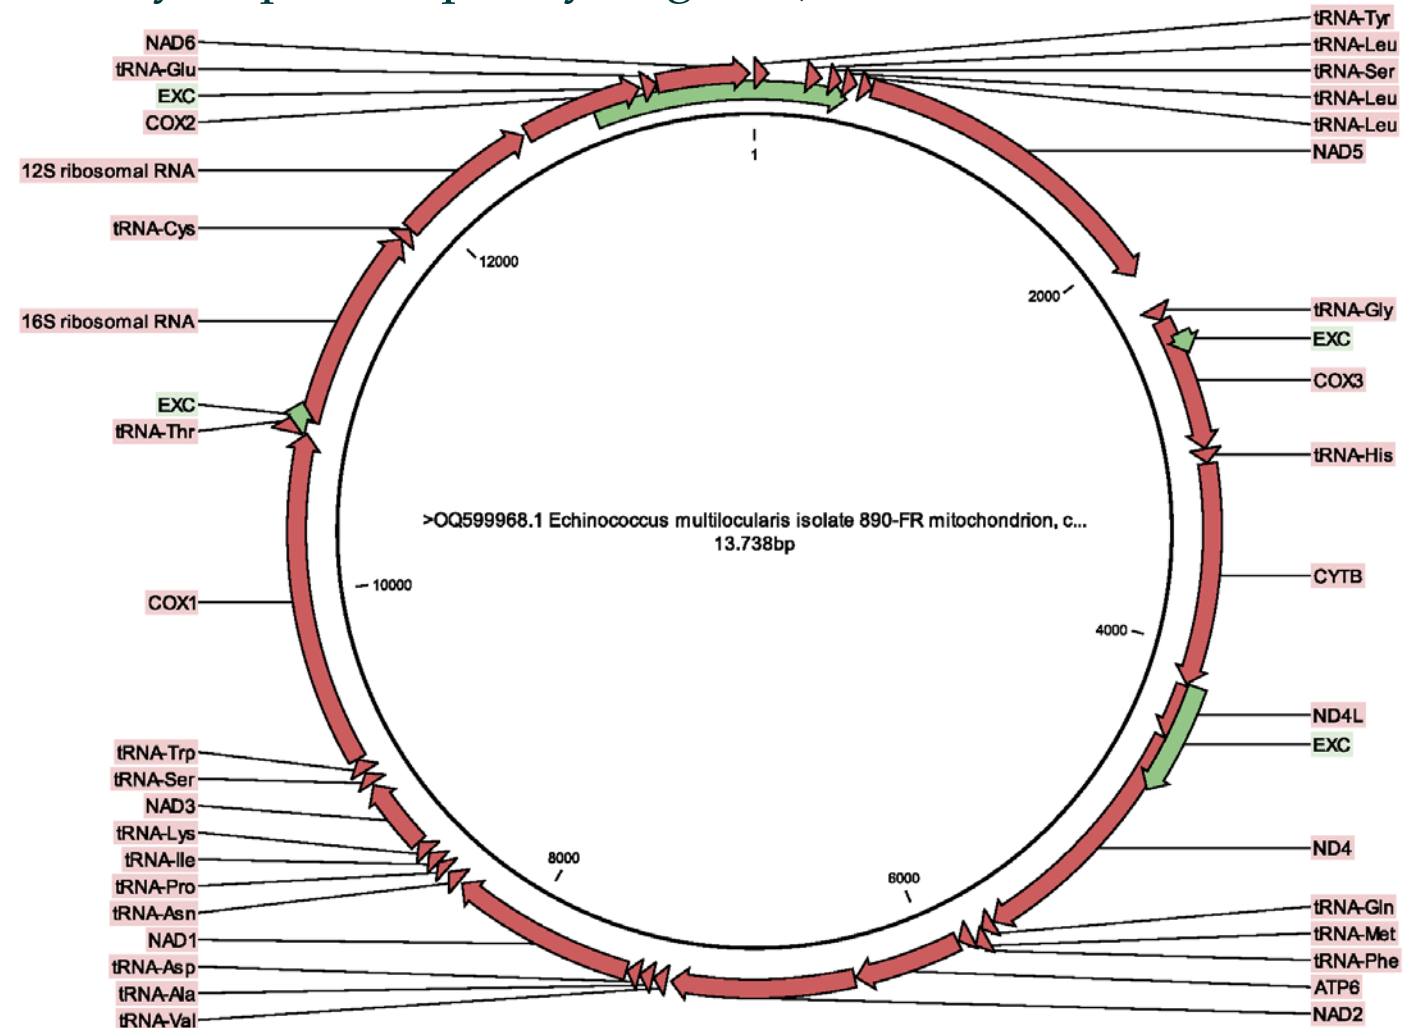 NAD6
tRNA-Glu
EXC
COX2
12S ribosomal RNA
tRNA-Cys
16S ribosomal RNA
EXC
tRNA-Thr
COX1
tRNA-Trp
tRNA-Ser
NAD3
tRNA-Lys
tRNA-Ile
tRNA-Pro
tRNA-Asn
NAD1
tRNA-Asp
tRNA-Ala
tRNA-Val
1
2000
4000
6000
8000
10000
12000
>OQ599968.1 Echinococcus multilocularis isolate 890-FR mitochondrion, c...
13.738bp
tRNA-Tyr
tRNA-Leu
tRNA-Ser
tRNA-Leu
tRNA-Leu
NAD5
tRNA-Gly
EXC
COX3
tRNA-His
CYTB
ND4L
EXC
ND4
tRNA-Gln
tRNA-Met
tRNA-Phe
ATP6
NAD2